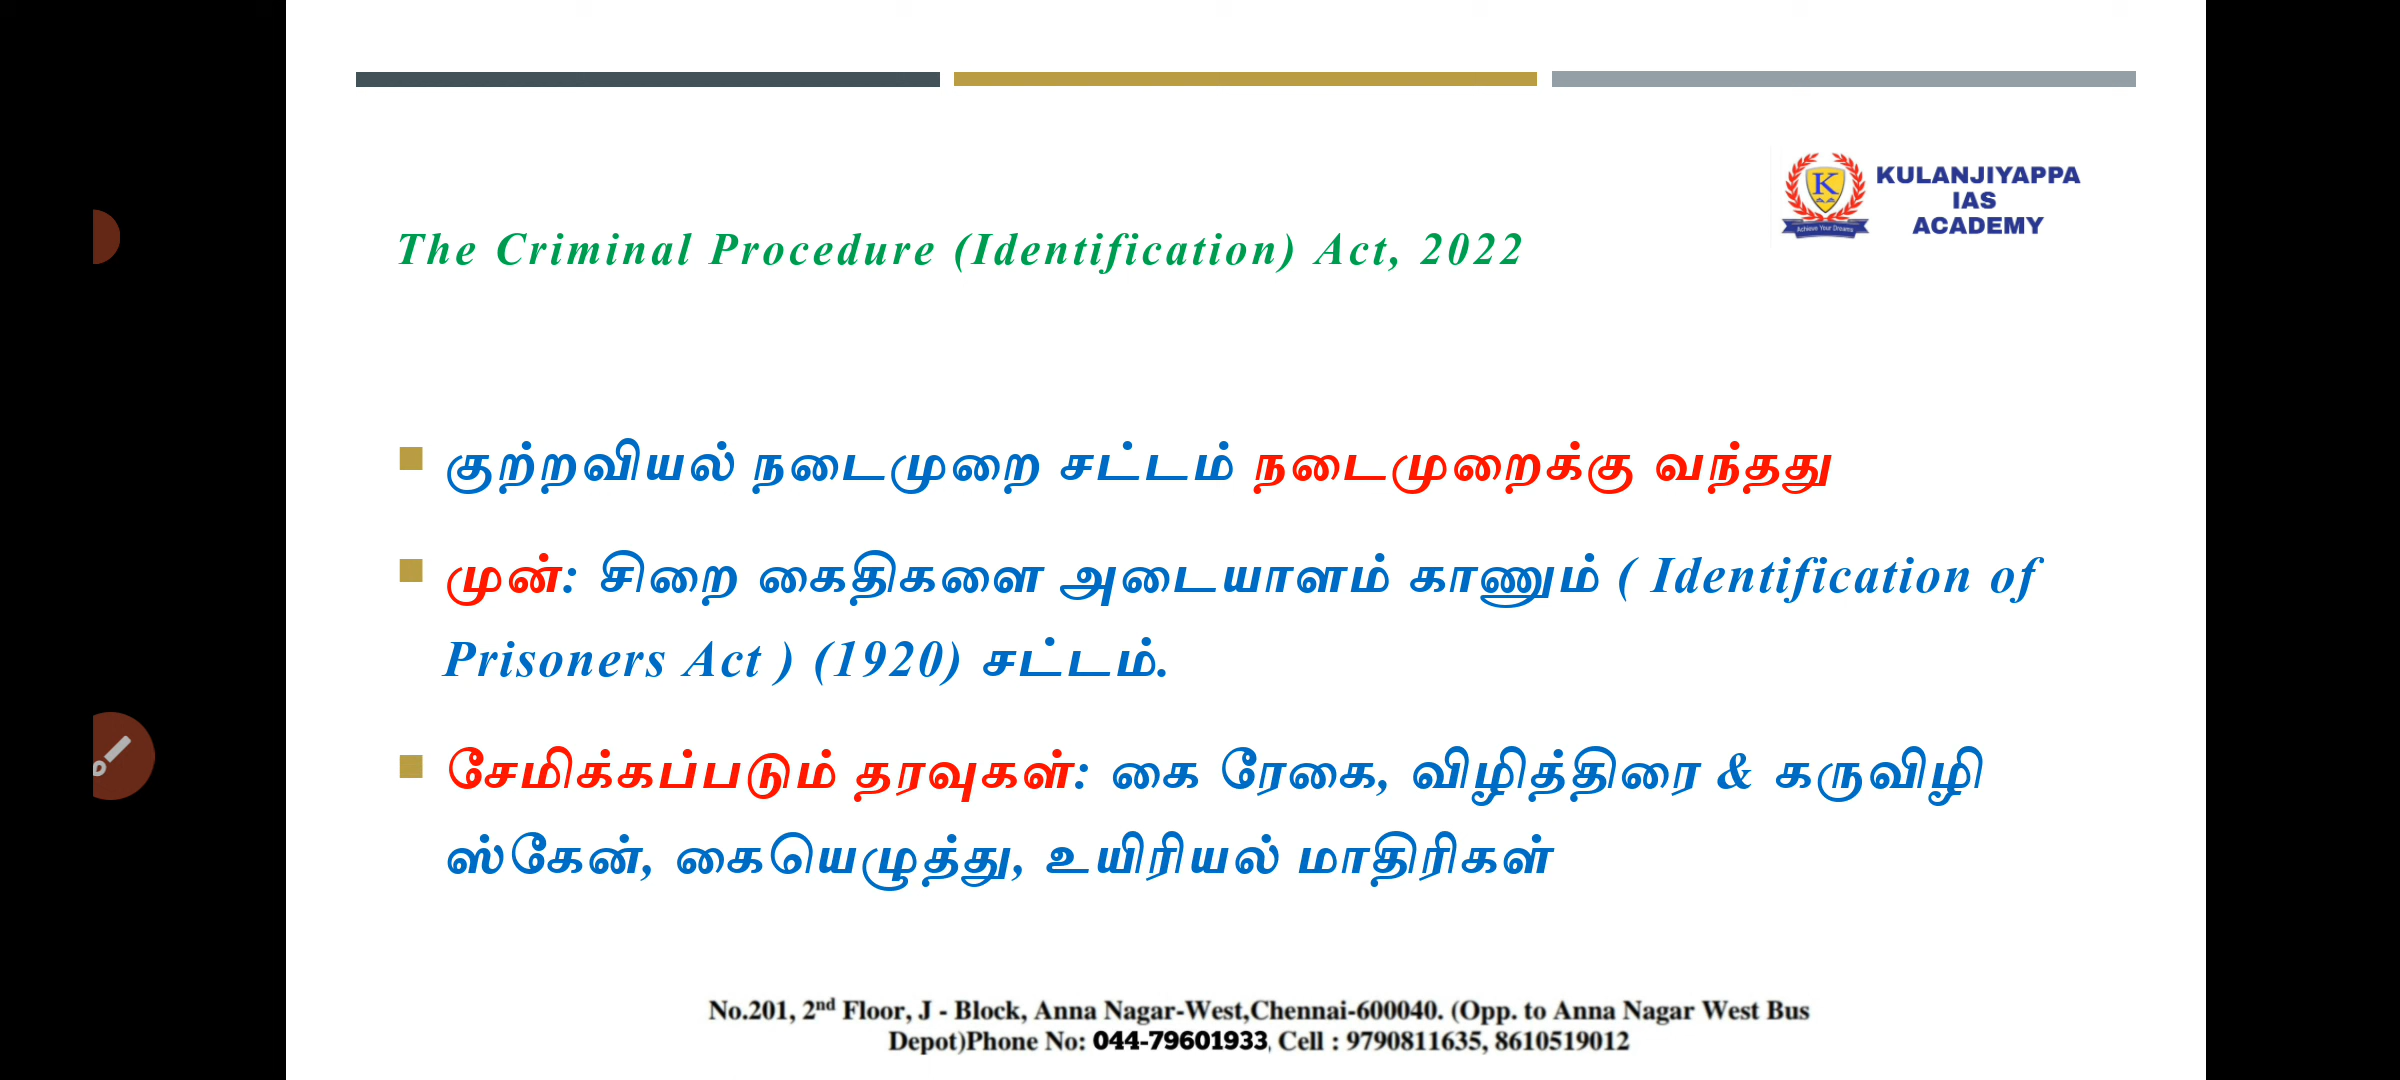 KULANJIYAPPA
IAS
ACADEMY
Achieve Your Dreams
The Criminal Procedure (Identification) Act, 2022
குற்றவியல் நடைமுறை சட்டம் நடைமுறைக்கு வந்தது
முன்: சிறை கைதிகளை அடையாளம் காணும் ( Identification of
Prisoners Act ) (1920) சட்டம்.
சேமிக்கப்படும் தரவுகள்: கை ரேகை, விழித்திரை & கருவிழி
ஸ்கேன், கையெழுத்து, உயிரியல் மாதிரிகள்
No.201, 2nd Floor, J - Block, Anna Nagar-West,Chennai-600040. (Opp. to Anna Nagar West Bus
Depot)Phone No: 044-79601933, Cell : 9790811635, 8610519012